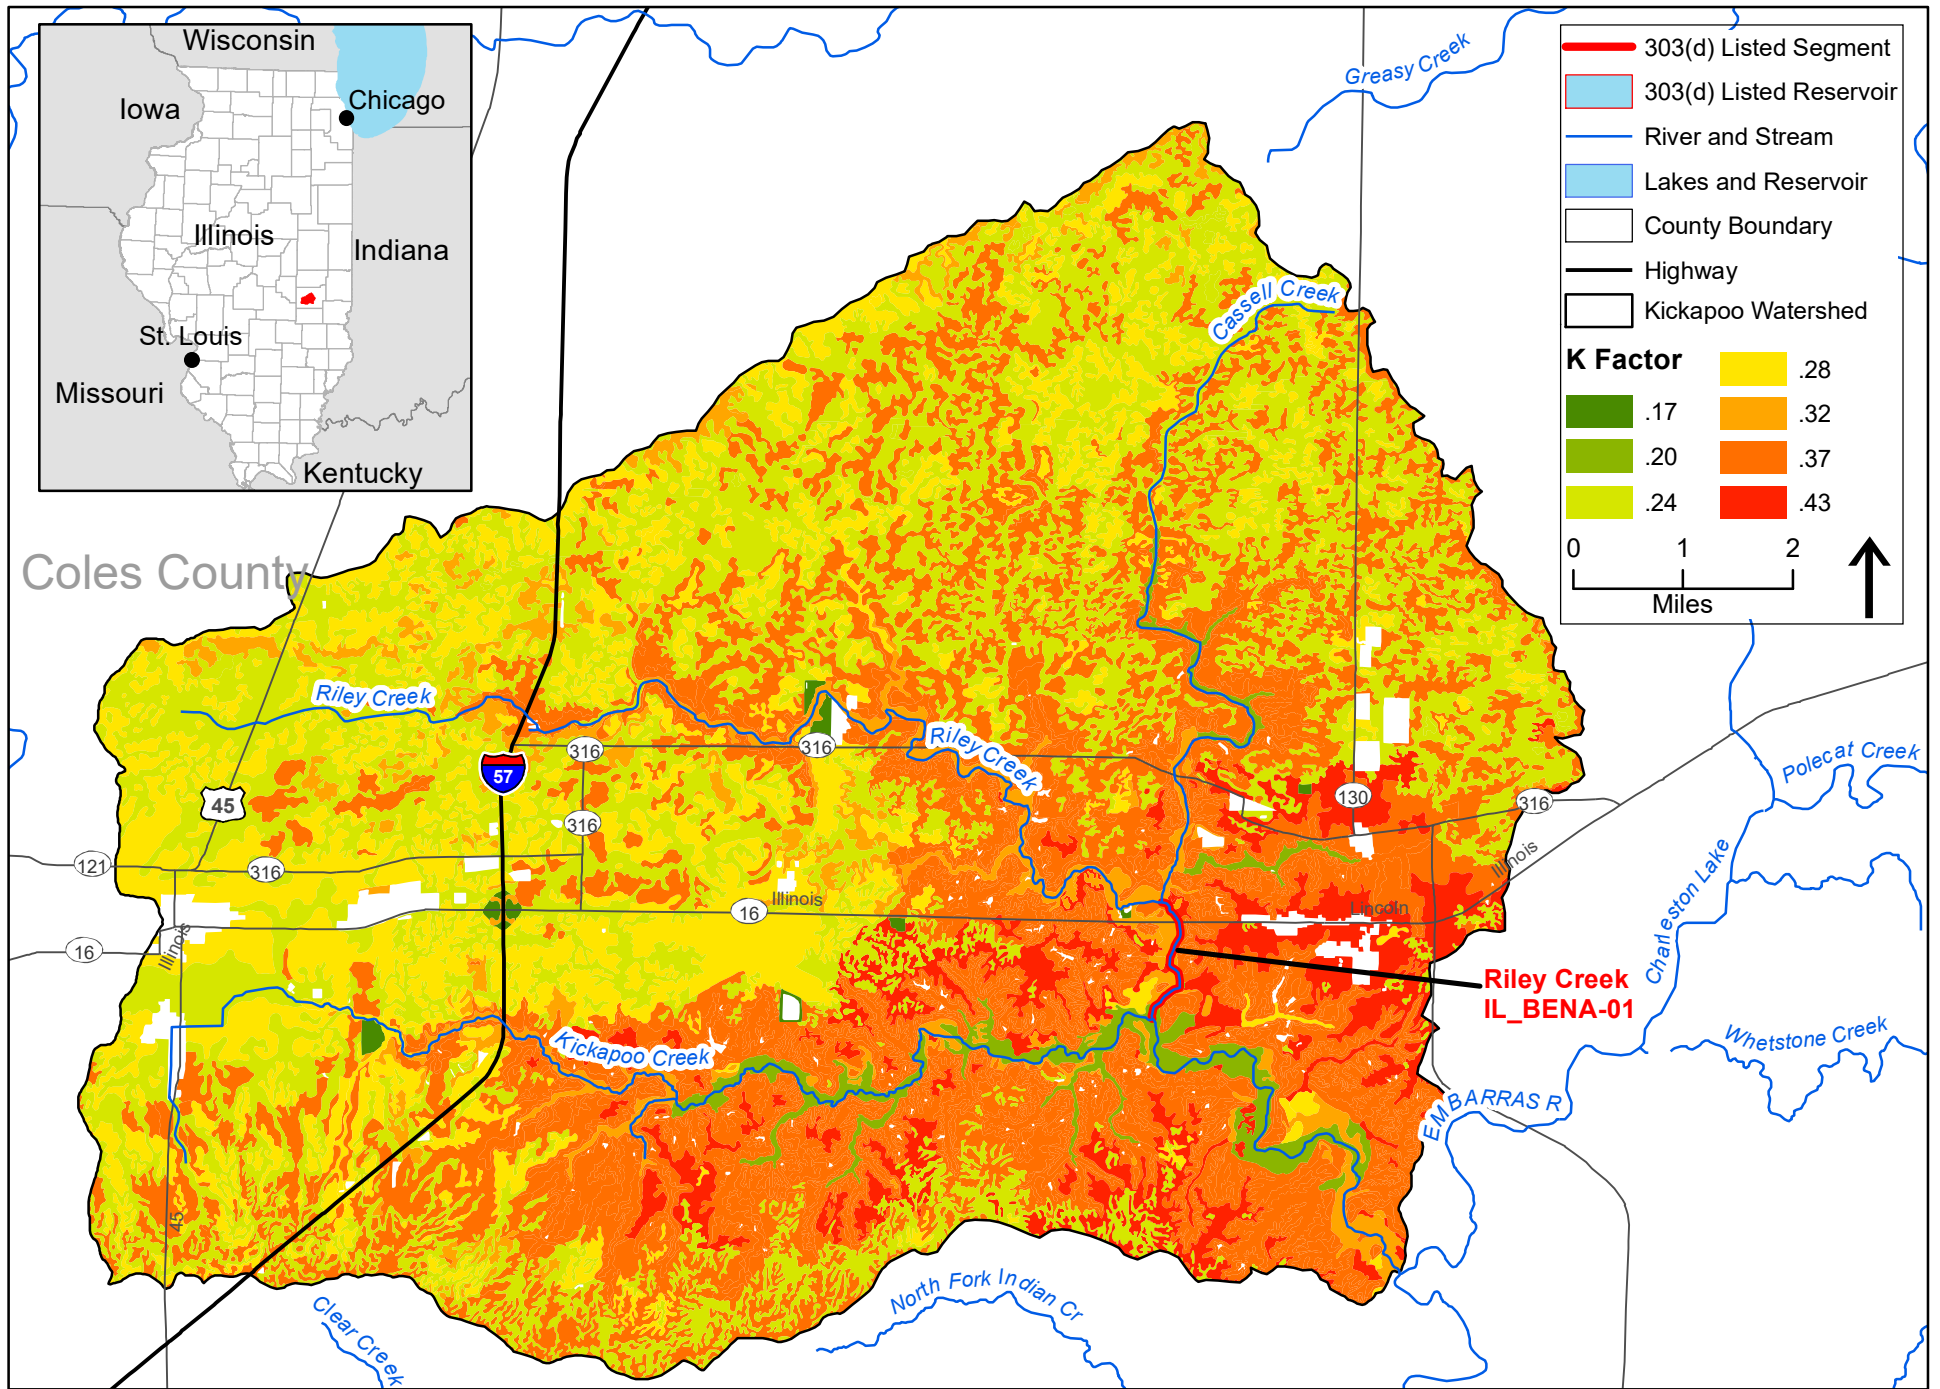 Wisconsin
Iowa
Chicago
Illinois
Indiana
St. Louis
Missouri
Kentucky
Greasy Creek
303(d) Listed Segment
303(d) Listed Reservoir
River and Stream
Lakes and Reservoir
County Boundary
Highway
Kickapoo Watershed
K Factor
.17
.20
.24
.28
.32
.37
.43
0 1 2
Miles
Coles County
Cassell Creek
Riley Creek
Riley Creek
316
316
57
45
316
130
316
121
316
16
Illinois
Illinois
Lincoln
16
Illinois
Polecat Creek
Charleston Lake
Riley Creek
IL_BENA-01
Whetstone Creek
Kickapoo Creek
EMBARRAS R
45
North Fork Indian Cr
Clear Creek